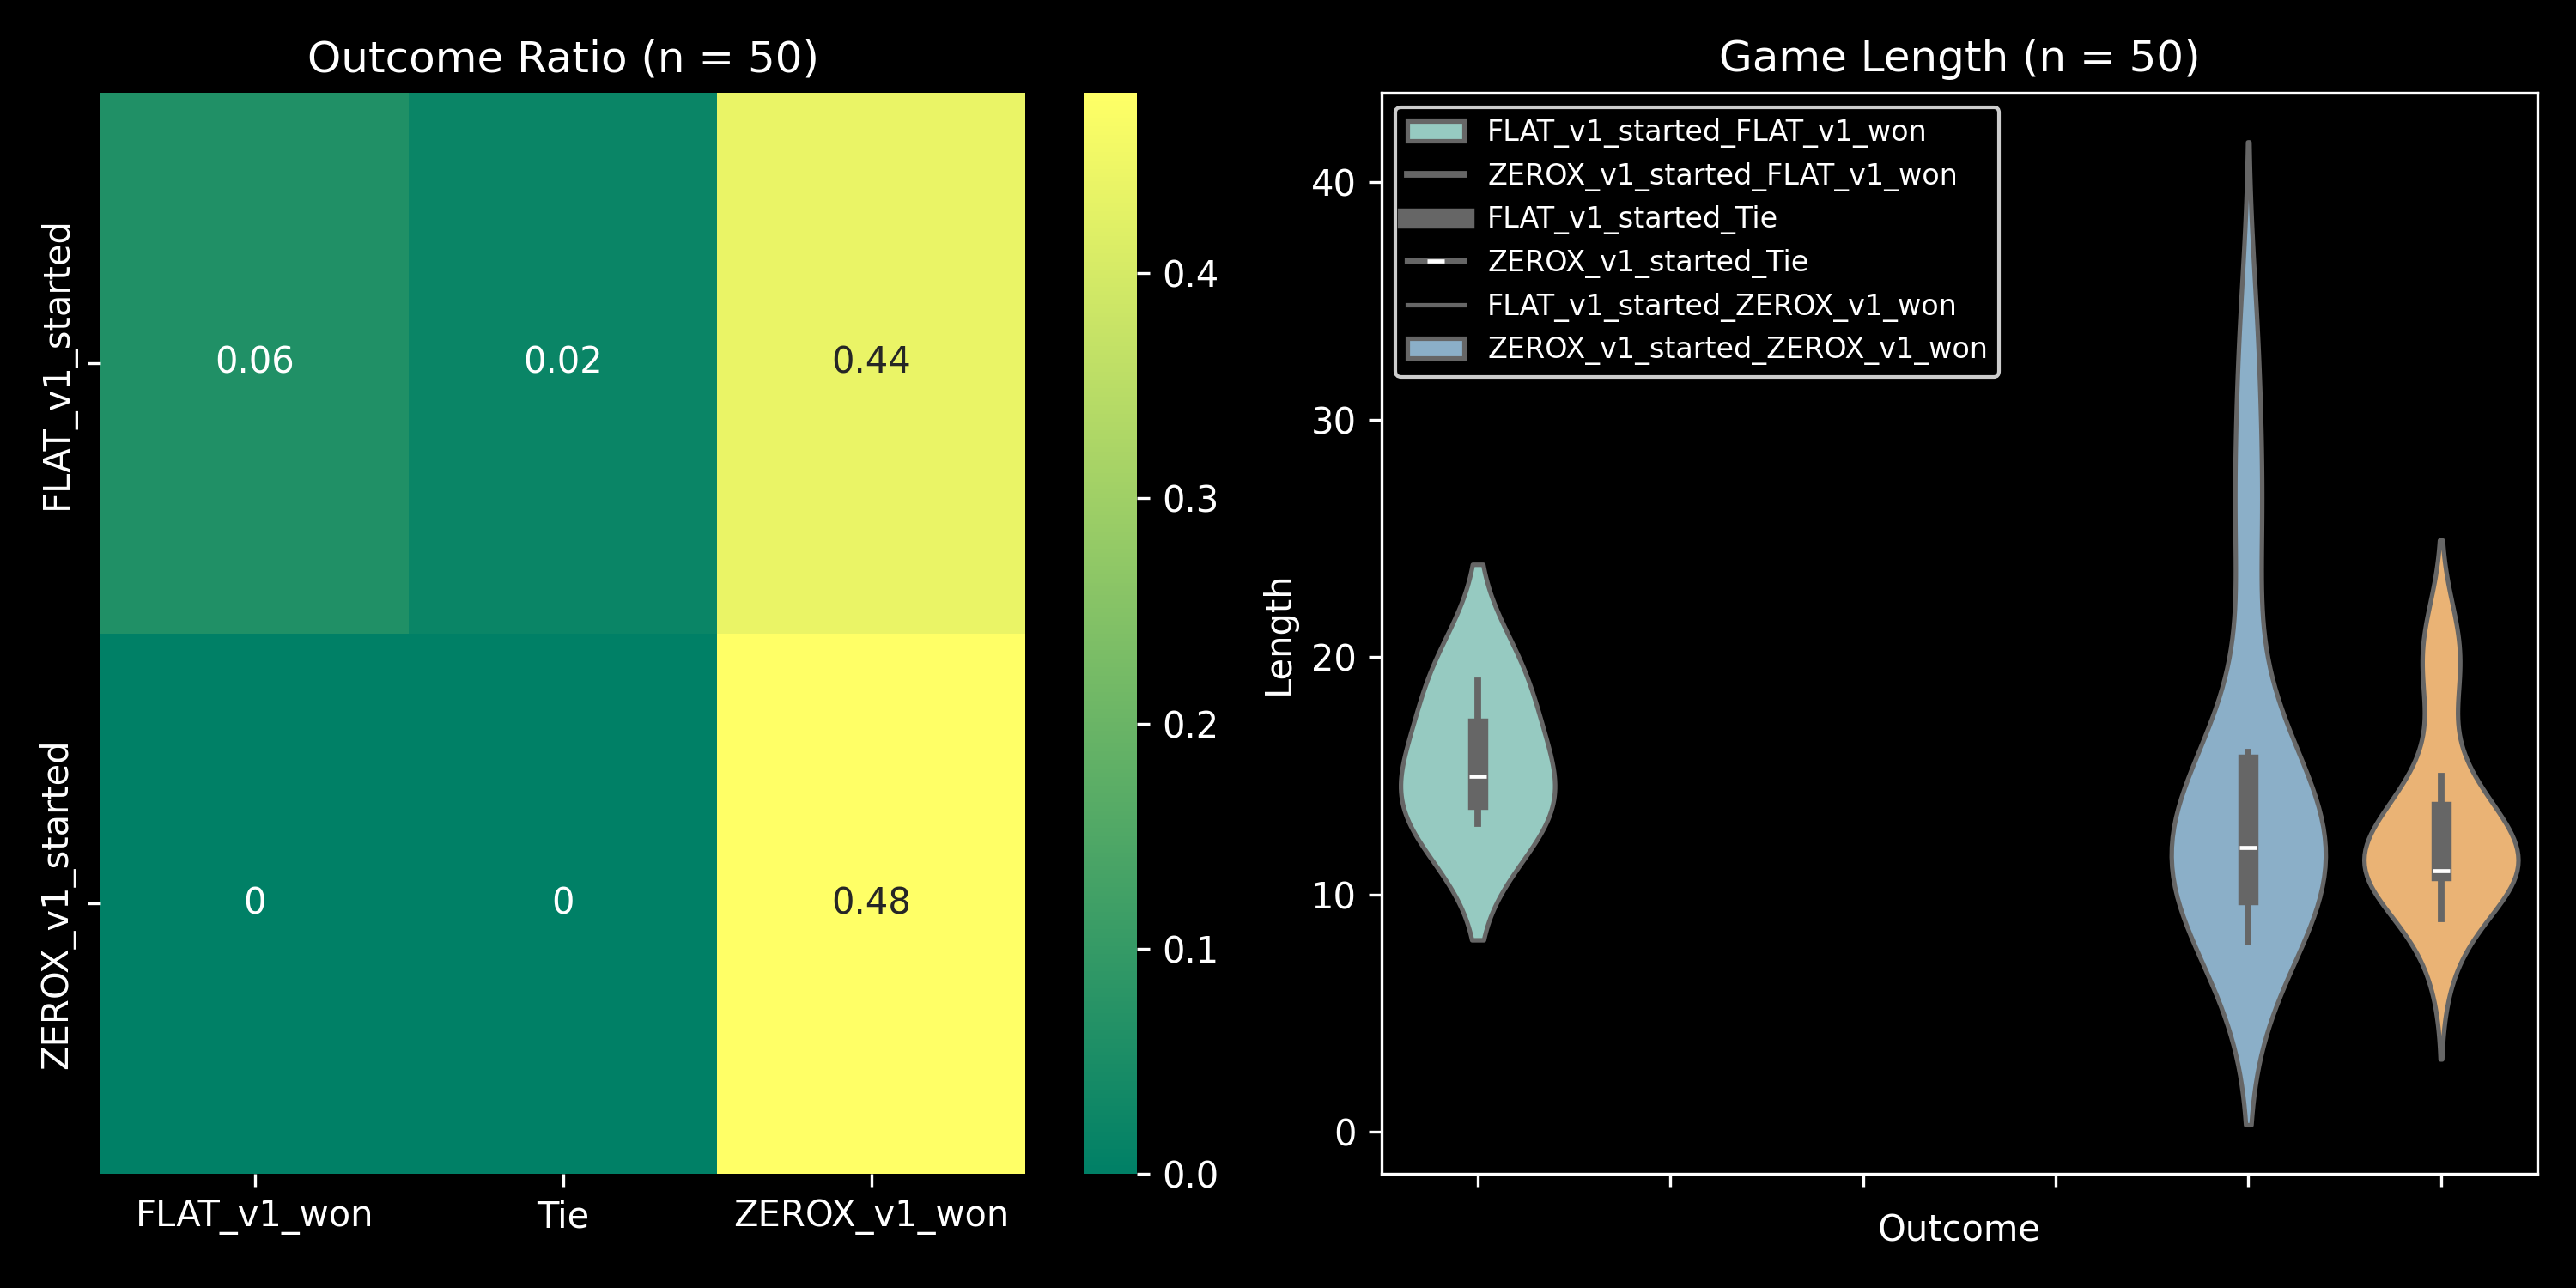 Outcome Ratio (n = 50)
FLAT_v1_started
ZEROX_v1_started
0.06 0.02 0.44
0 0 0.48
FLAT_v1_won Tie ZEROX_v1_won
0.4
0.3
0.2
0.1
0.0
Game Length (n = 50)
FLAT_v1_started_FLAT_v1_won
ZEROX_v1_started_FLAT_v1_won
FLAT_v1_started_Tie
ZEROX_v1_started_Tie
FLAT_v1_started_ZEROX_v1_won
ZEROX_v1_started_ZEROX_v1_won
Length
40
30
20
10
0
Outcome